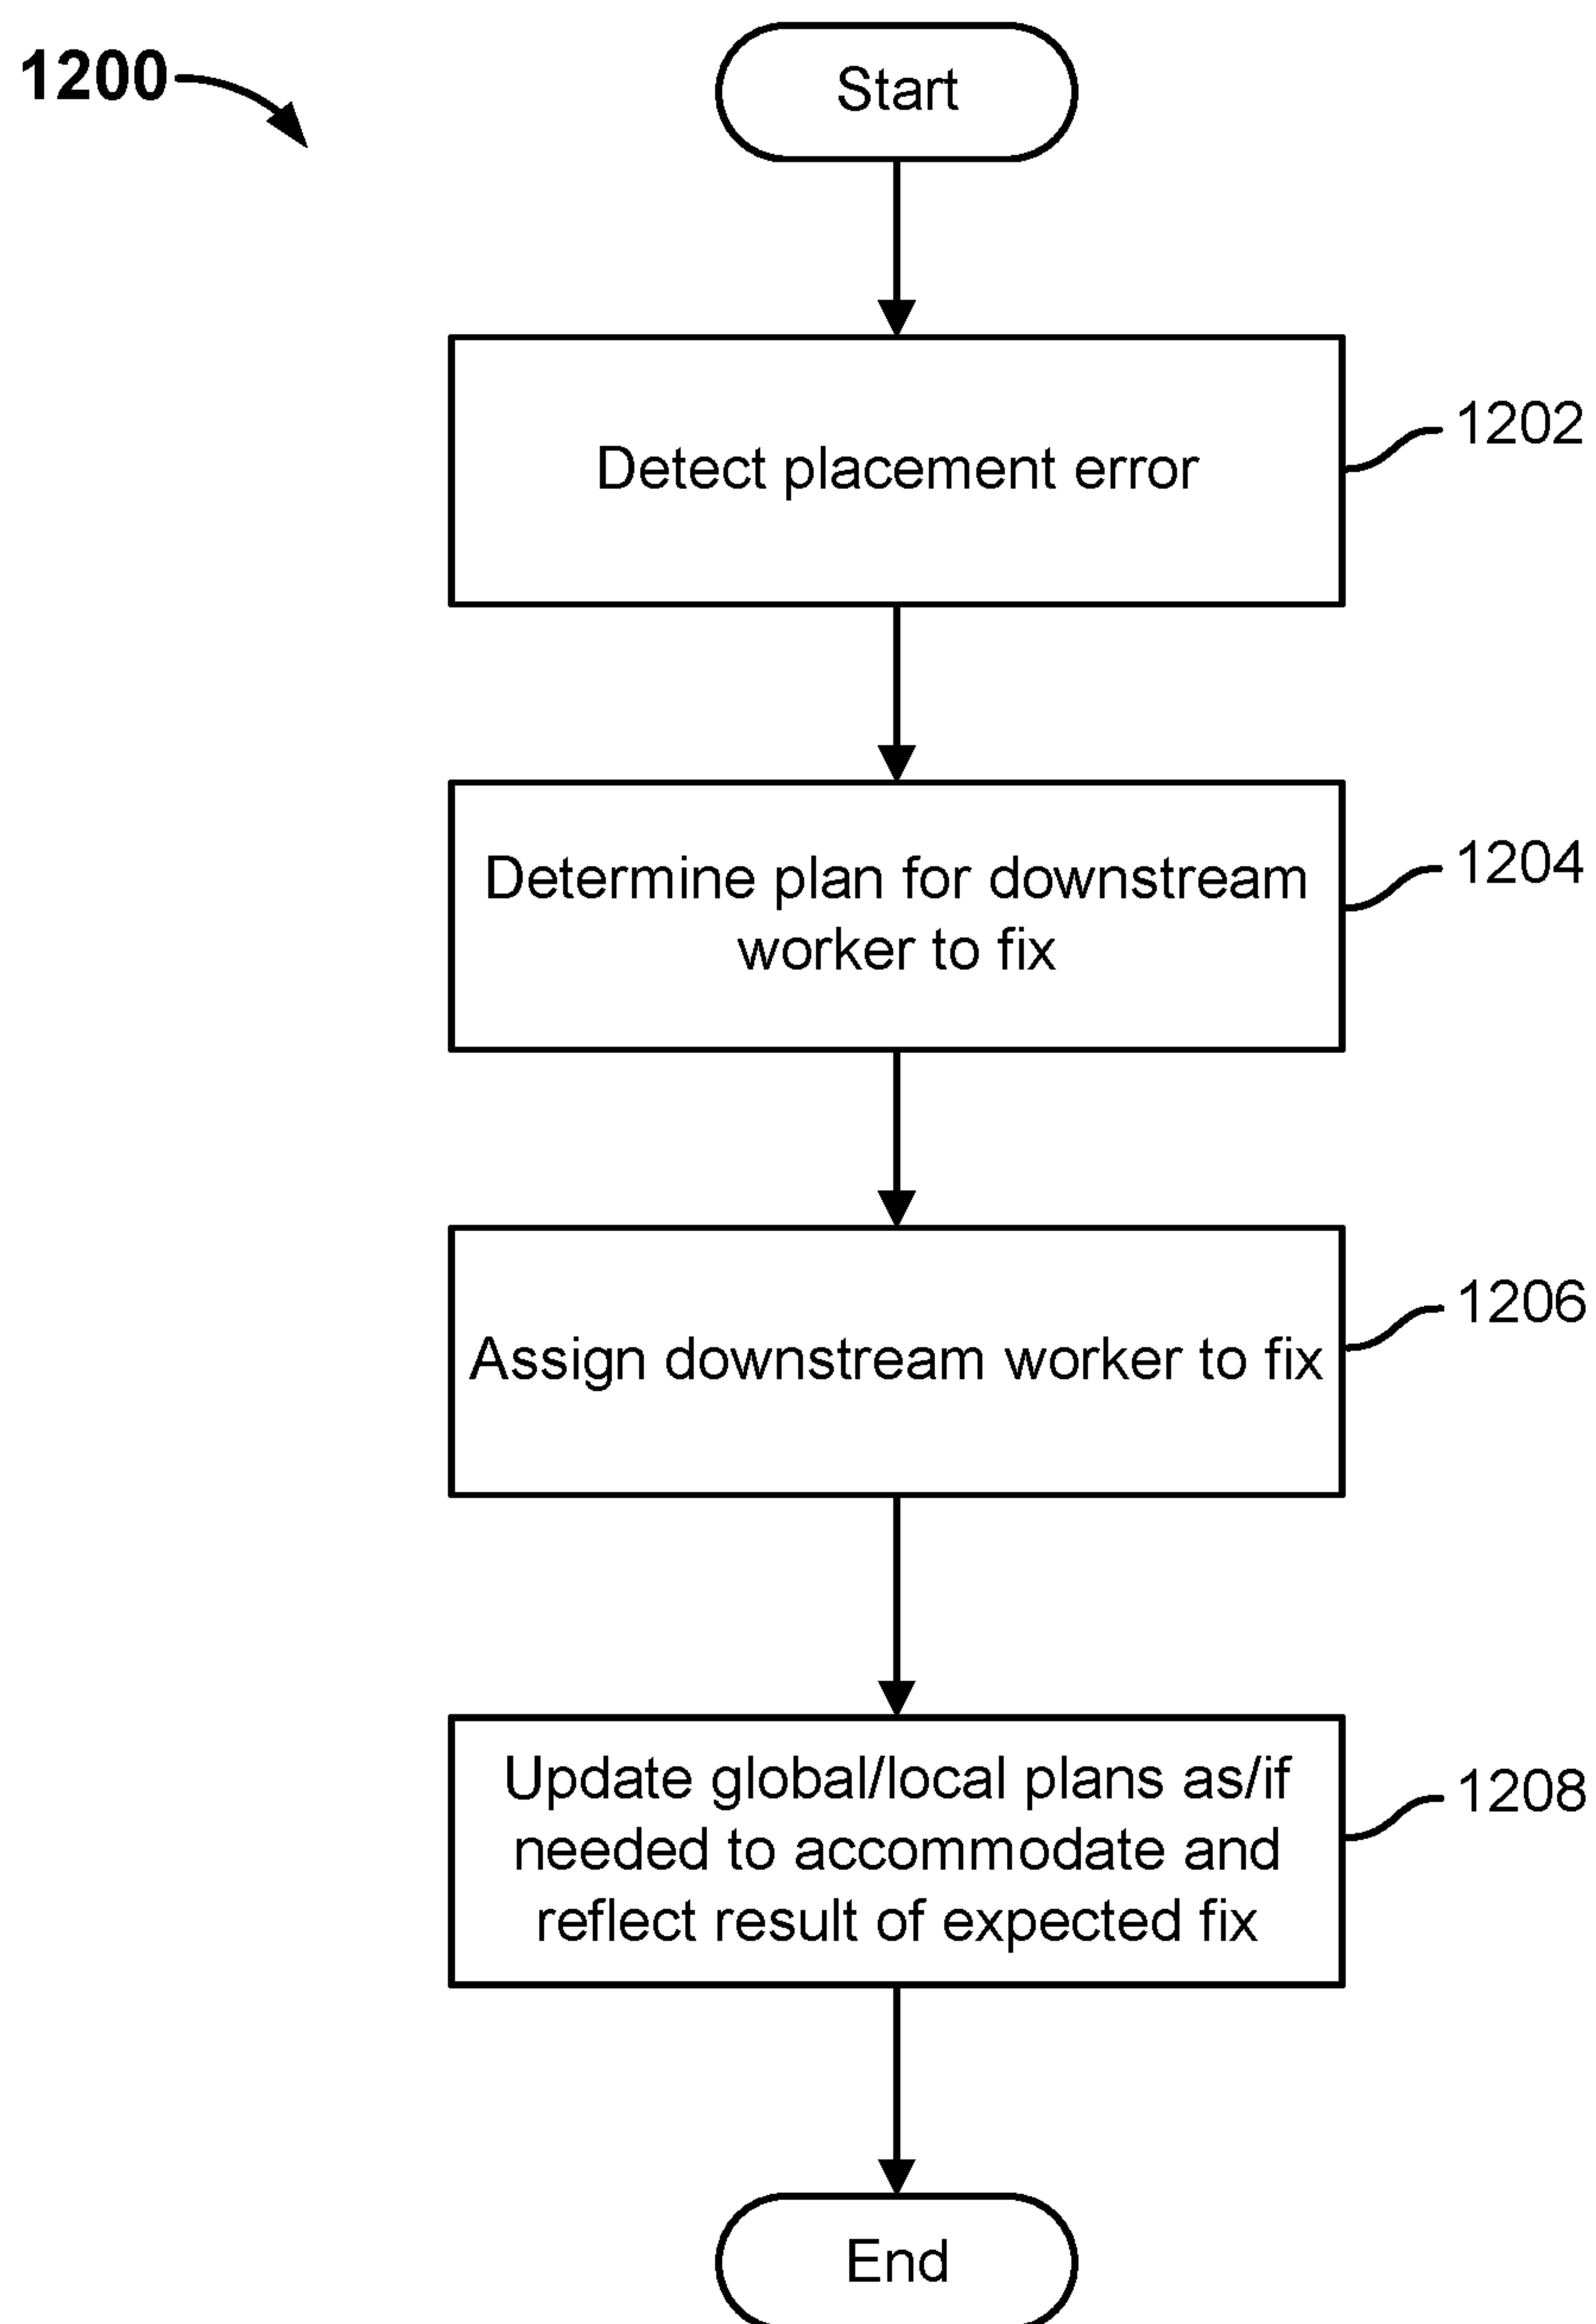 1200
Start
Detect placement error
1202
Determine plan for downstream
worker to fix
1204
Assign downstream worker to fix
1206
Update global/local plans as/if
needed to accommodate and
reflect result of expected fix
1208
End